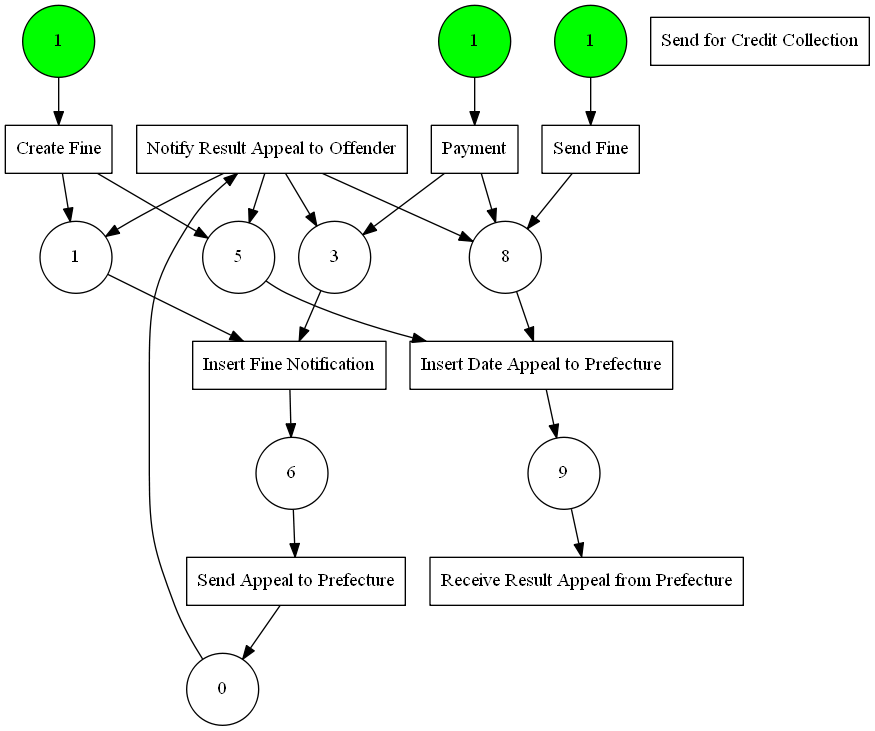 1
1
1
Send for Credit Collection
Create Fine
Notify Result Appeal to Offender
Payment
Send Fine
1
5
3
8
Insert Fine Notification
Insert Date Appeal to Prefecture
6
9
Send Appeal to Prefecture
Receive Result Appeal from Prefecture
0